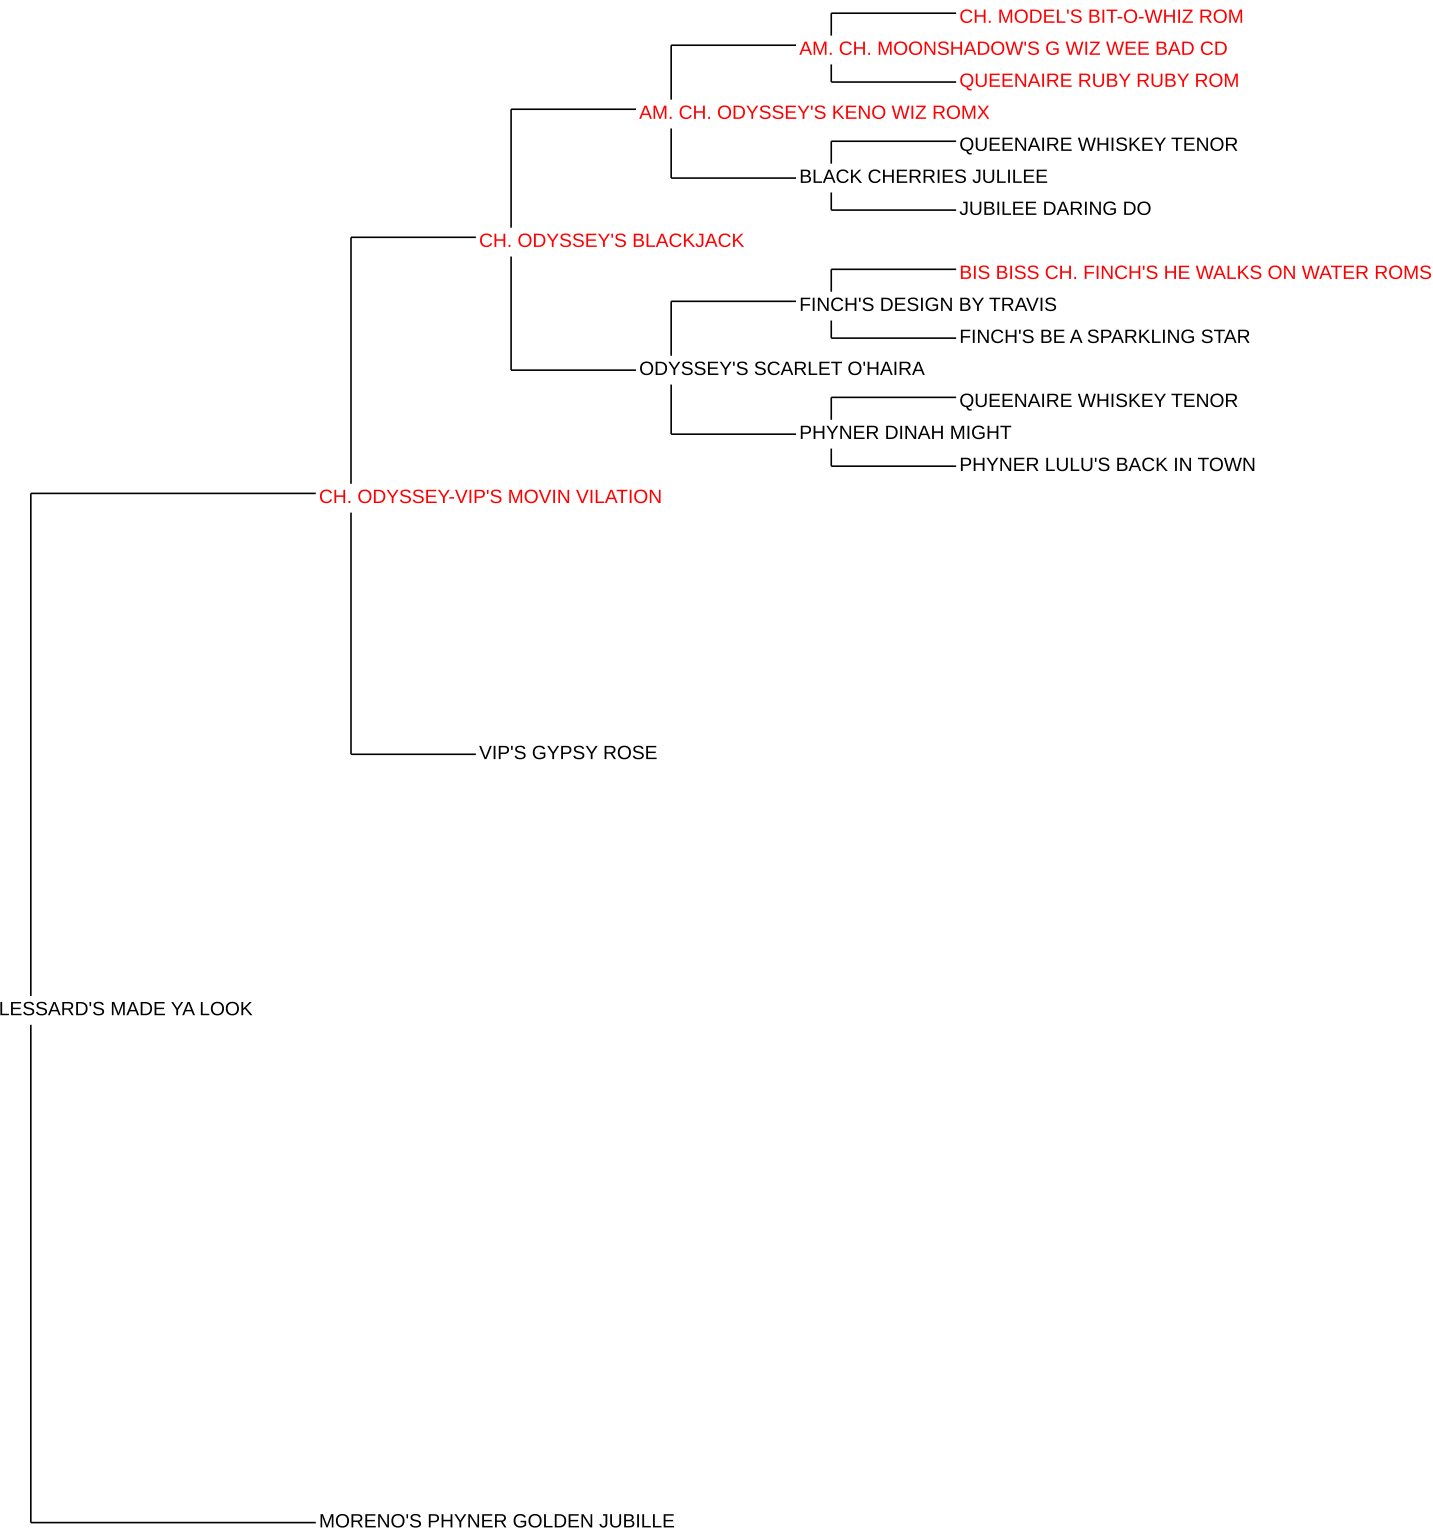 CH. MODEL'S BIT-O-WHIZ ROM
AM. CH. MOONSHADOW'S G WIZ WEE BAD CD
QUEENAIRE RUBY RUBY ROM
AM. CH. ODYSSEY'S KENO WIZ ROMX
QUEENAIRE WHISKEY TENOR
BLACK CHERRIES JULILEE
JUBILEE DARING DO
CH. ODYSSEY'S BLACKJACK
BIS BISS CH. FINCH'S HE WALKS ON WATER ROMS
FINCH'S DESIGN BY TRAVIS
FINCH'S BE A SPARKLING STAR
ODYSSEY'S SCARLET O'HAIRA
QUEENAIRE WHISKEY TENOR
PHYNER DINAH MIGHT
PHYNER LULU'S BACK IN TOWN
CH. ODYSSEY-VIP'S MOVIN VILATION
VIP'S GYPSY ROSE
LESSARD'S MADE YA LOOK
MORENO'S PHYNER GOLDEN JUBILLE